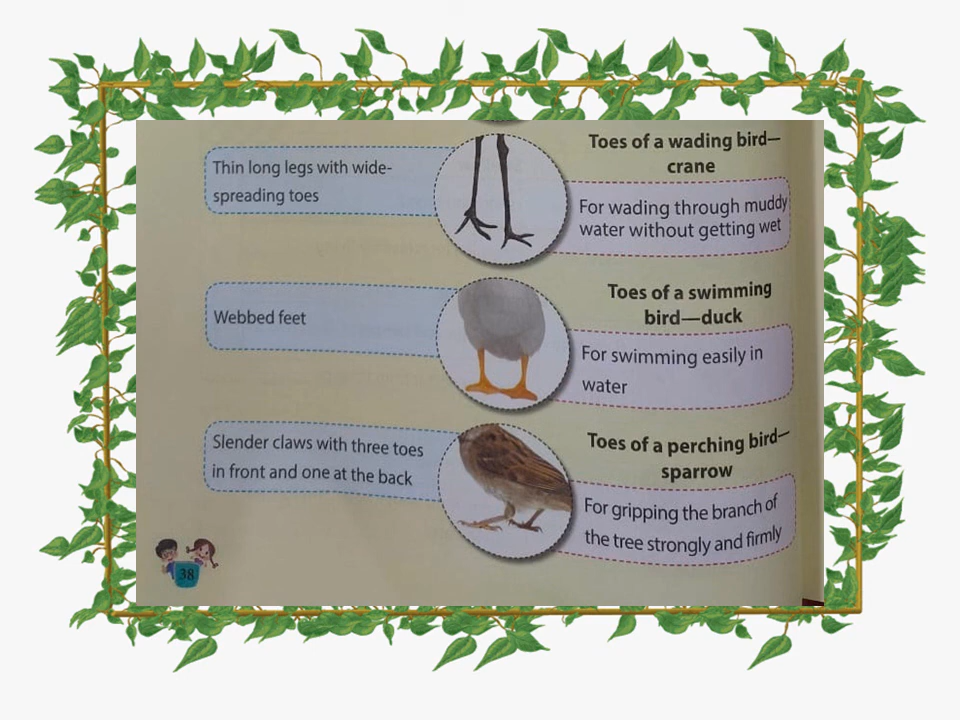 Thin long legs with wide-
spreading toes
Toes of a wading bird—
crane
For wading through muddy
water without getting wet
Webbed feet
Toes of a swimming
bird—duck
For swimming easily in
water
Slender claws with three toes
in front and one at the back
Toes of a perching bird—
sparrow
For gripping the branch of
the tree strongly and firmly
38